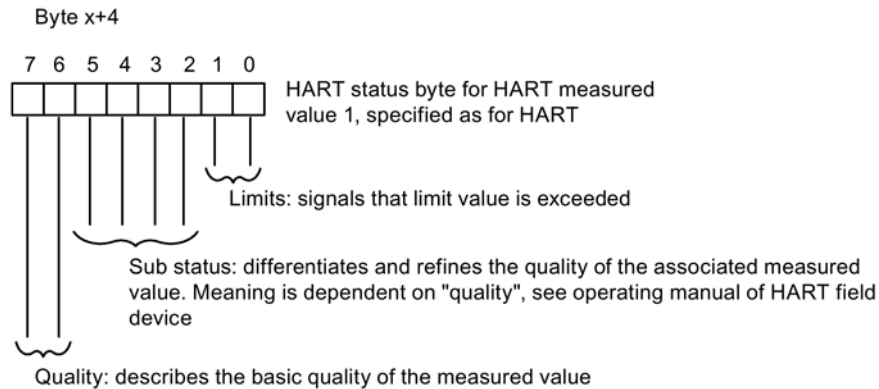 Byte x+4
7 6 5 4 3 2 1 0
HART status byte for HART measured
value 1, specified as for HART
Limits: signals that limit value is exceeded
Sub status: differentiates and refines the quality of the associated measured
value. Meaning is dependent on "quality", see operating manual of HART field
device
Quality: describes the basic quality of the measured value